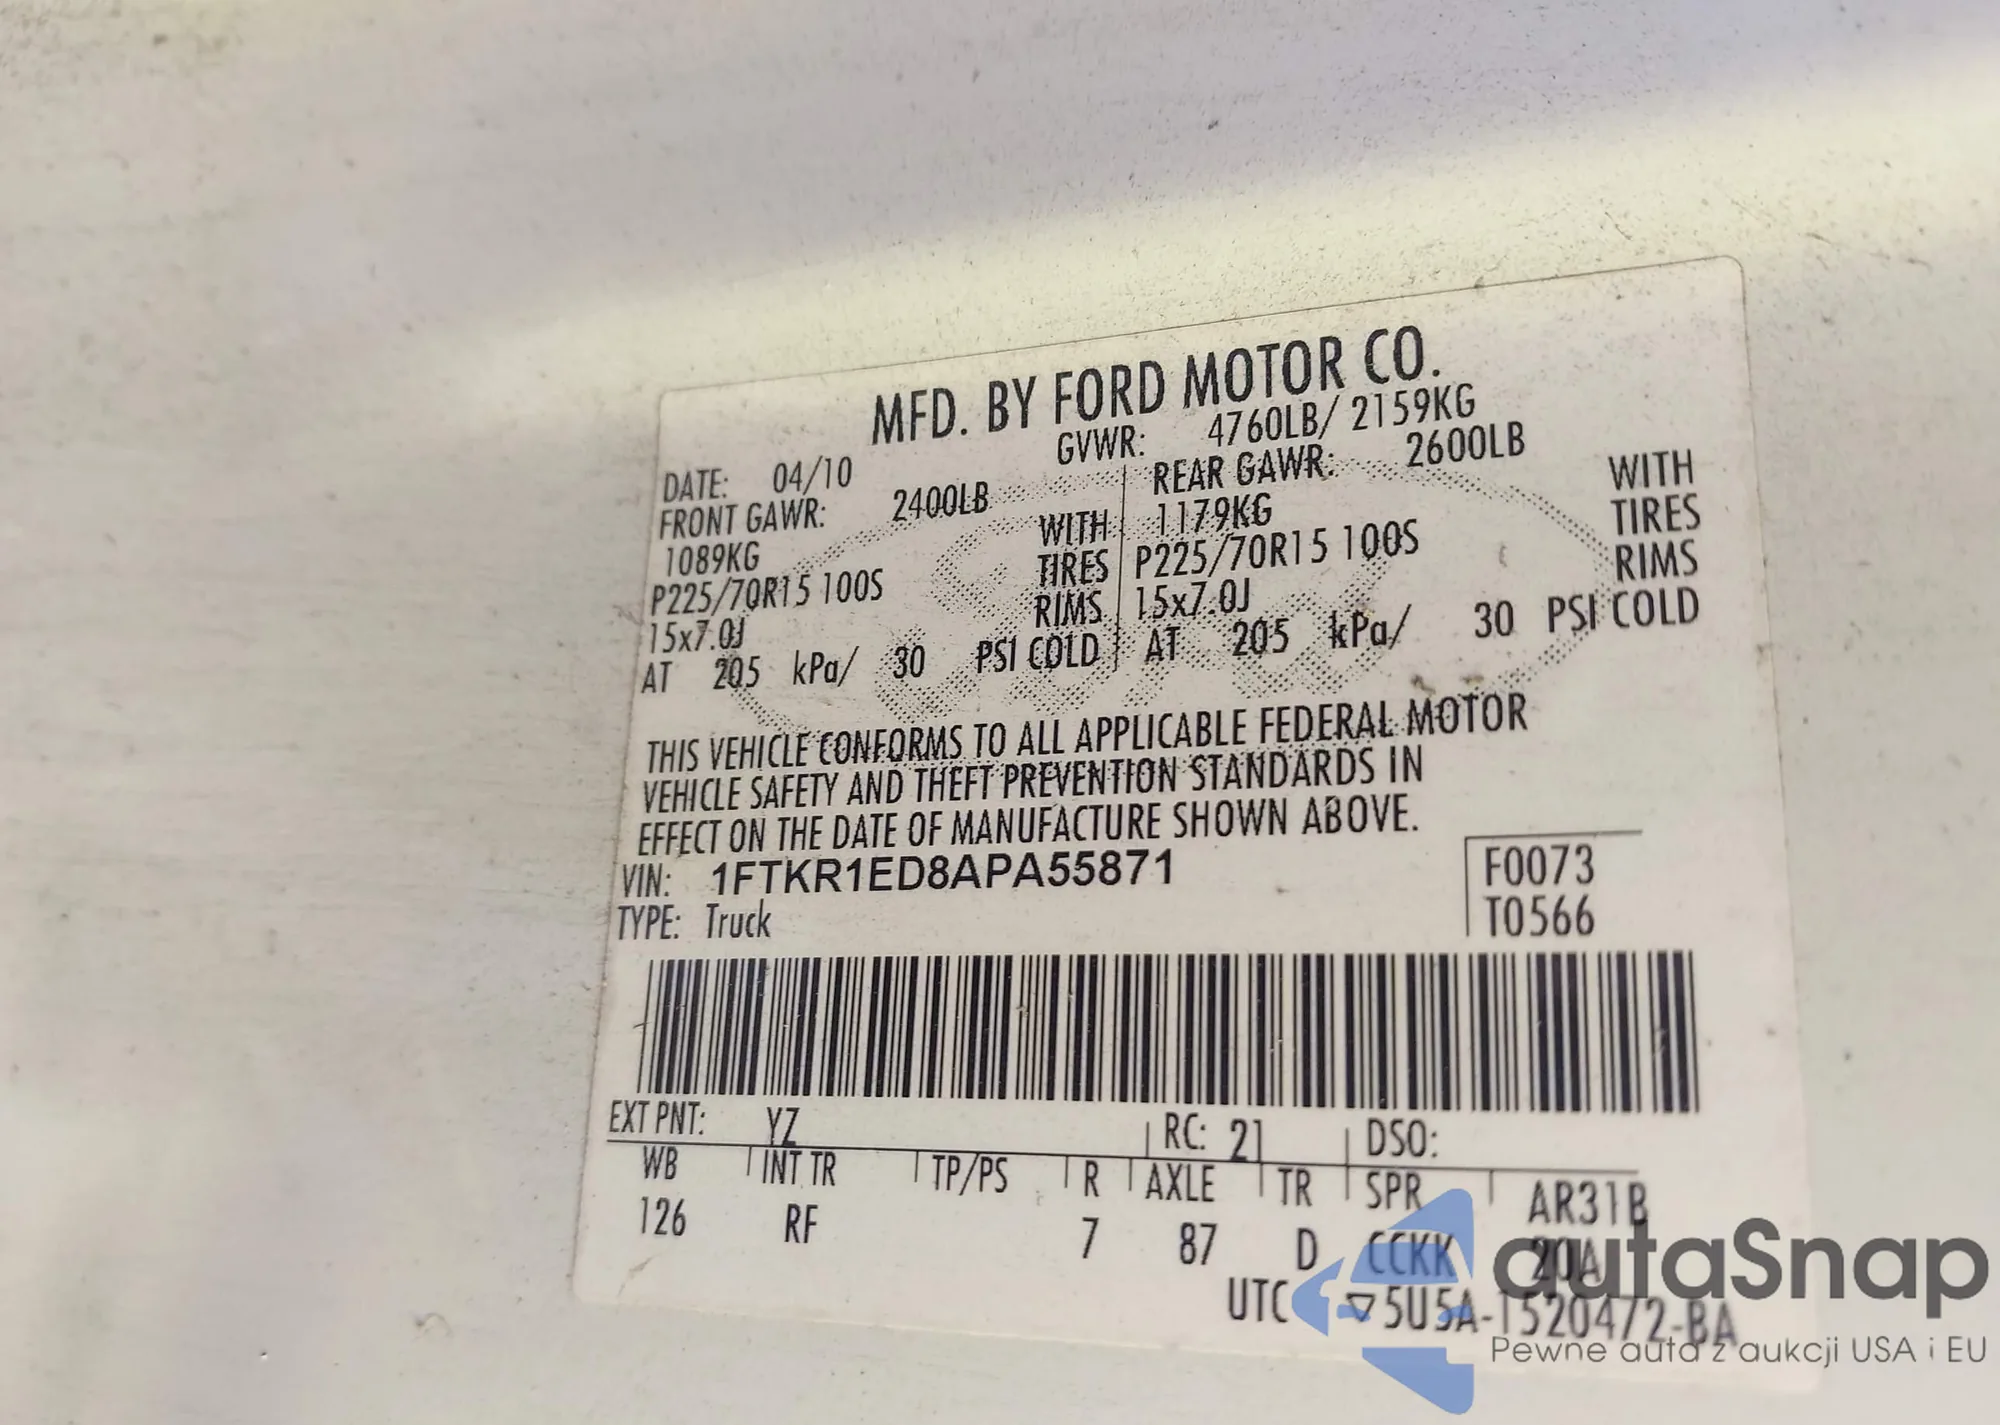 MFD. BY FORD MOTOR CO.
DATE: 04/10 GVWR: 4760LB/ 2159KG
FRONT GAWR: 2400LB REAR GAWR: 2600LB
1089KG WITH 1179KG WITH
P225/70R15 100S TIRES P225/70R15 100S TIRES
15x7.0J RIMS 15x7.0J RIMS
AT 205 kPa/ 30 PSI COLD AT 205 kPa/ 30 PSI COLD
THIS VEHICLE CONFORMS TO ALL APPLICABLE FEDERAL MOTOR
VEHICLE SAFETY AND THEFT PREVENTION STANDARDS IN
EFFECT ON THE DATE OF MANUFACTURE SHOWN ABOVE.
VIN: 1FTKR1ED8APA55871 F0073
TYPE: Truck T0566
EXT PNT: YZ RC: 21 DSO:
WB INT TR TP/PS R AXLE TR SPR AR31B
126 RF 7 87 D CCKK 20A
UTC ▽5U5A-1520472-BA
autaSnap
Pewne auta z aukcji USA i EU